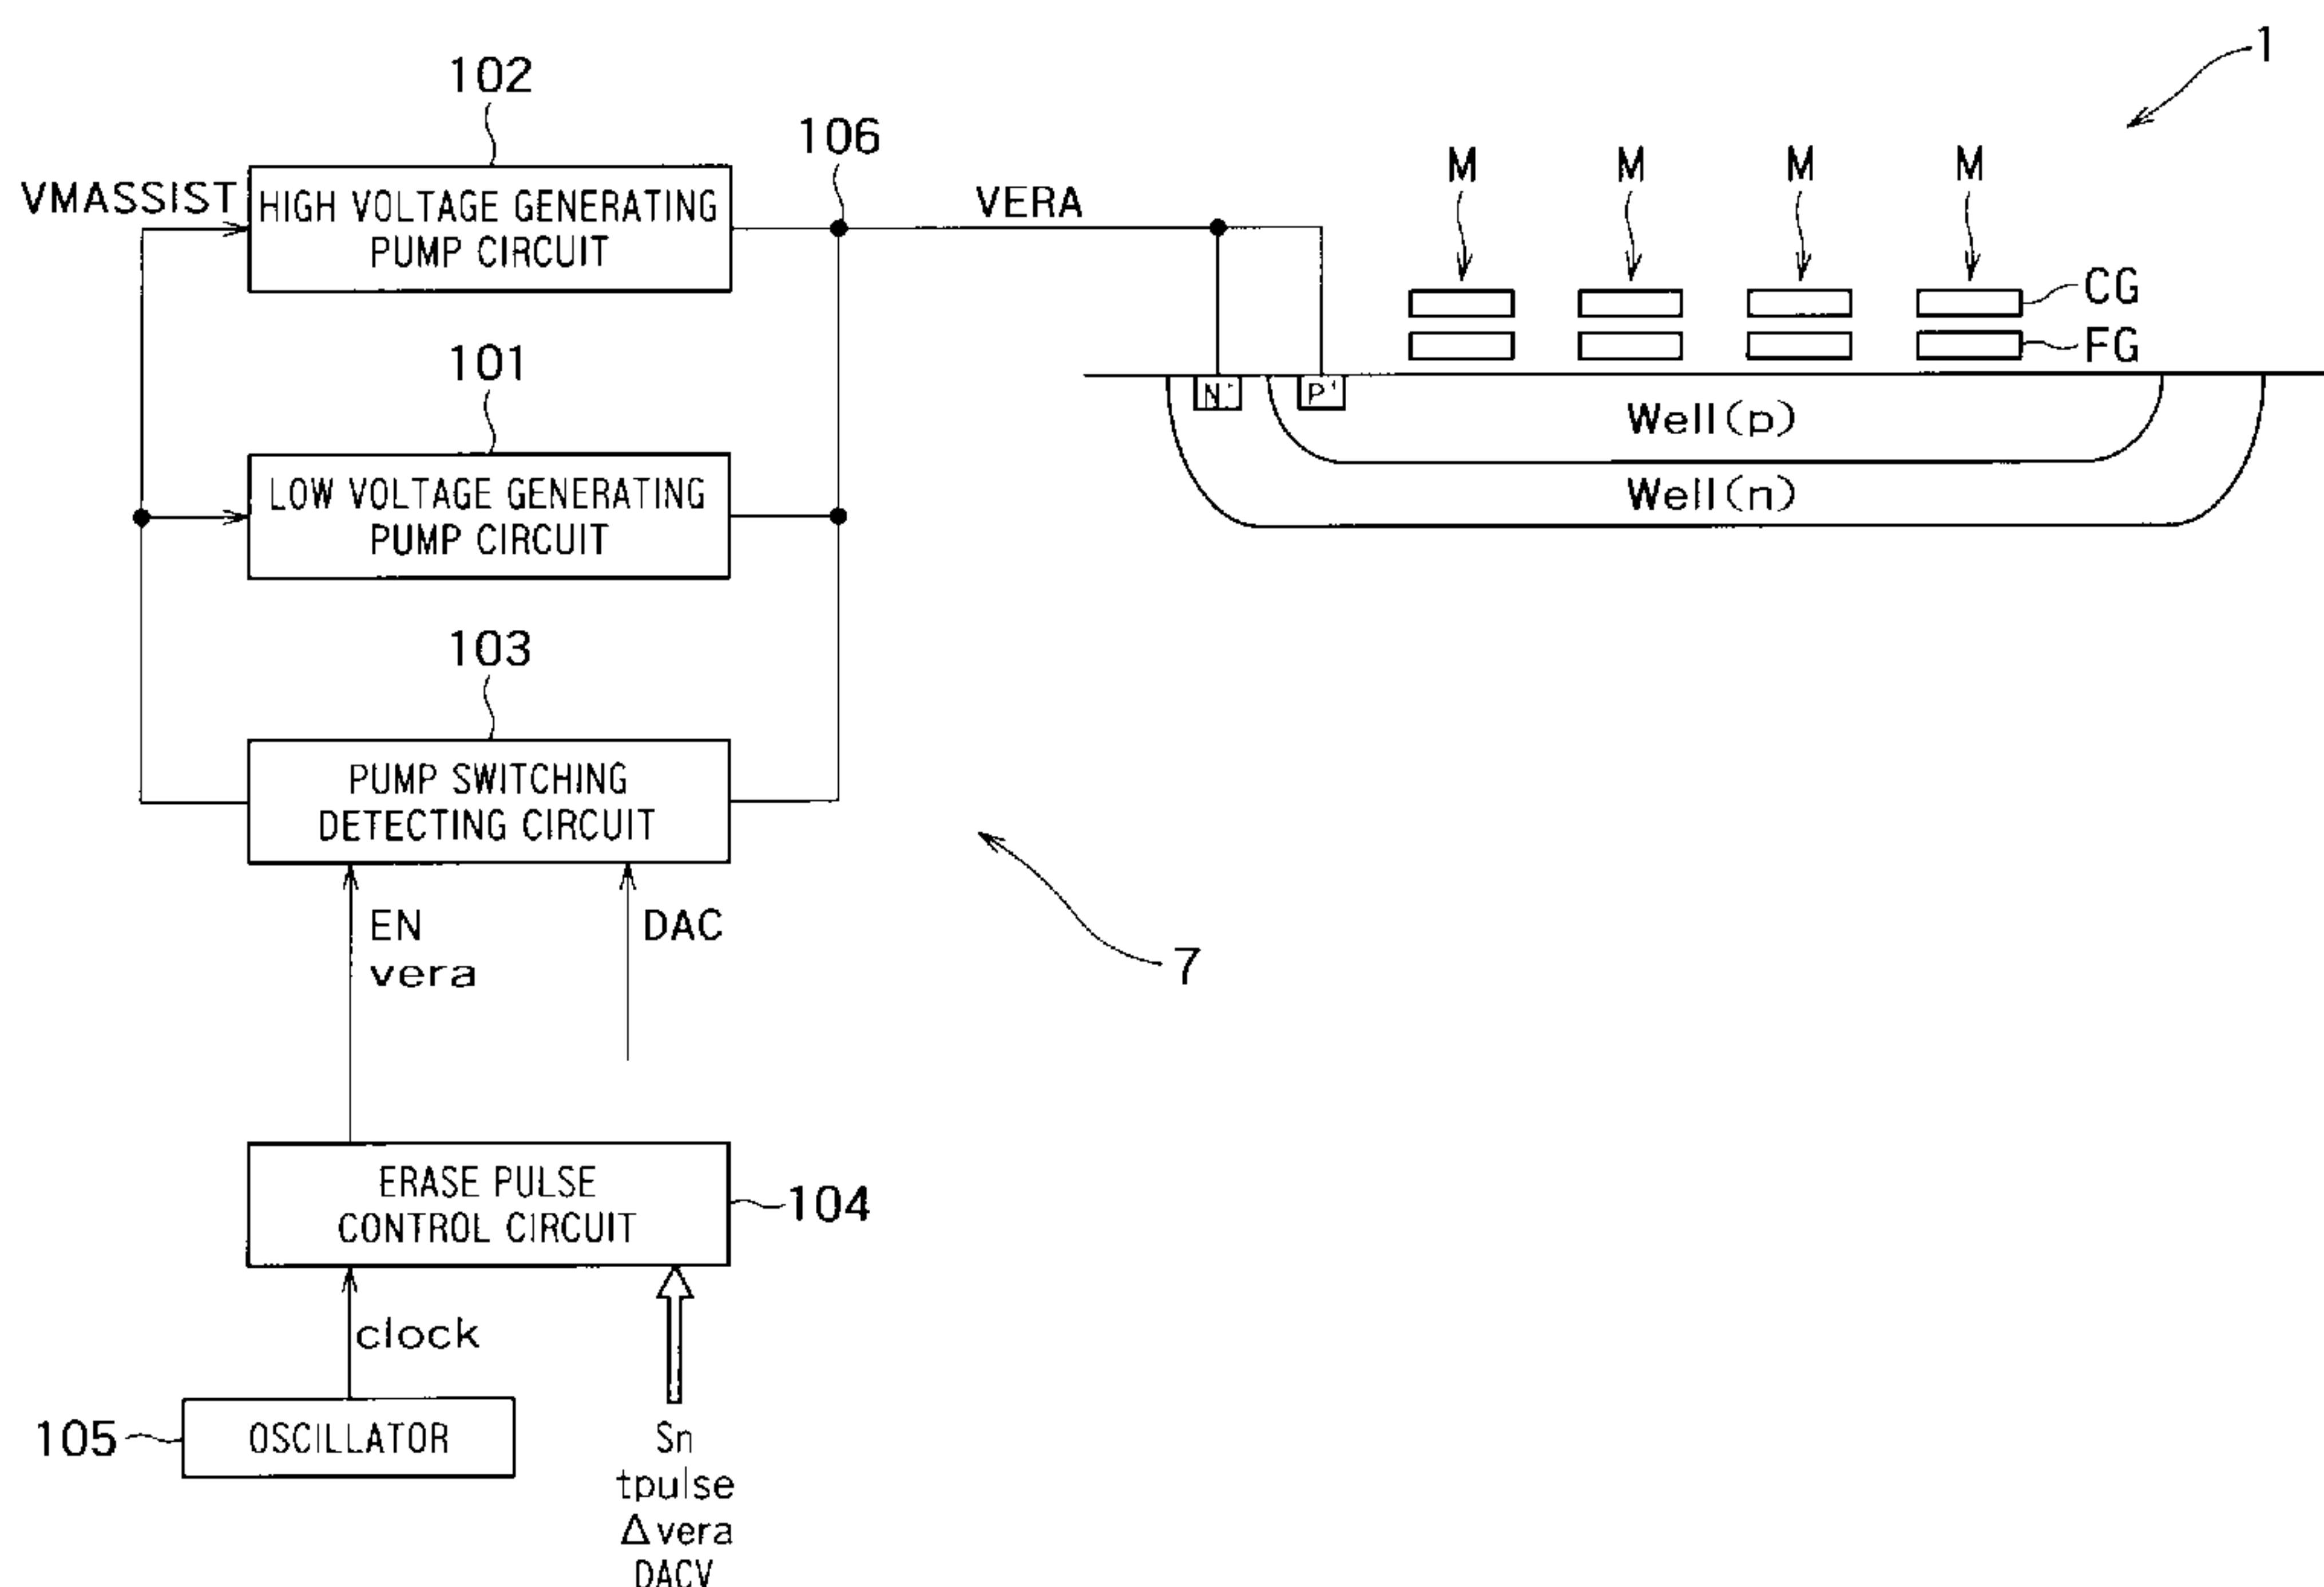 1
102
106
M M M M
VMASSIST
HIGH VOLTAGE GENERATING
PUMP CIRCUIT
VERA
CG
FG
101
N+ P+
Well(p)
Well(n)
LOW VOLTAGE GENERATING
PUMP CIRCUIT
103
PUMP SWITCHING
DETECTING CIRCUIT
EN
vera
DAC
7
ERASE PULSE
CONTROL CIRCUIT
104
clock
105
OSCILLATOR
Sn
tpulse
Δvera
DACV